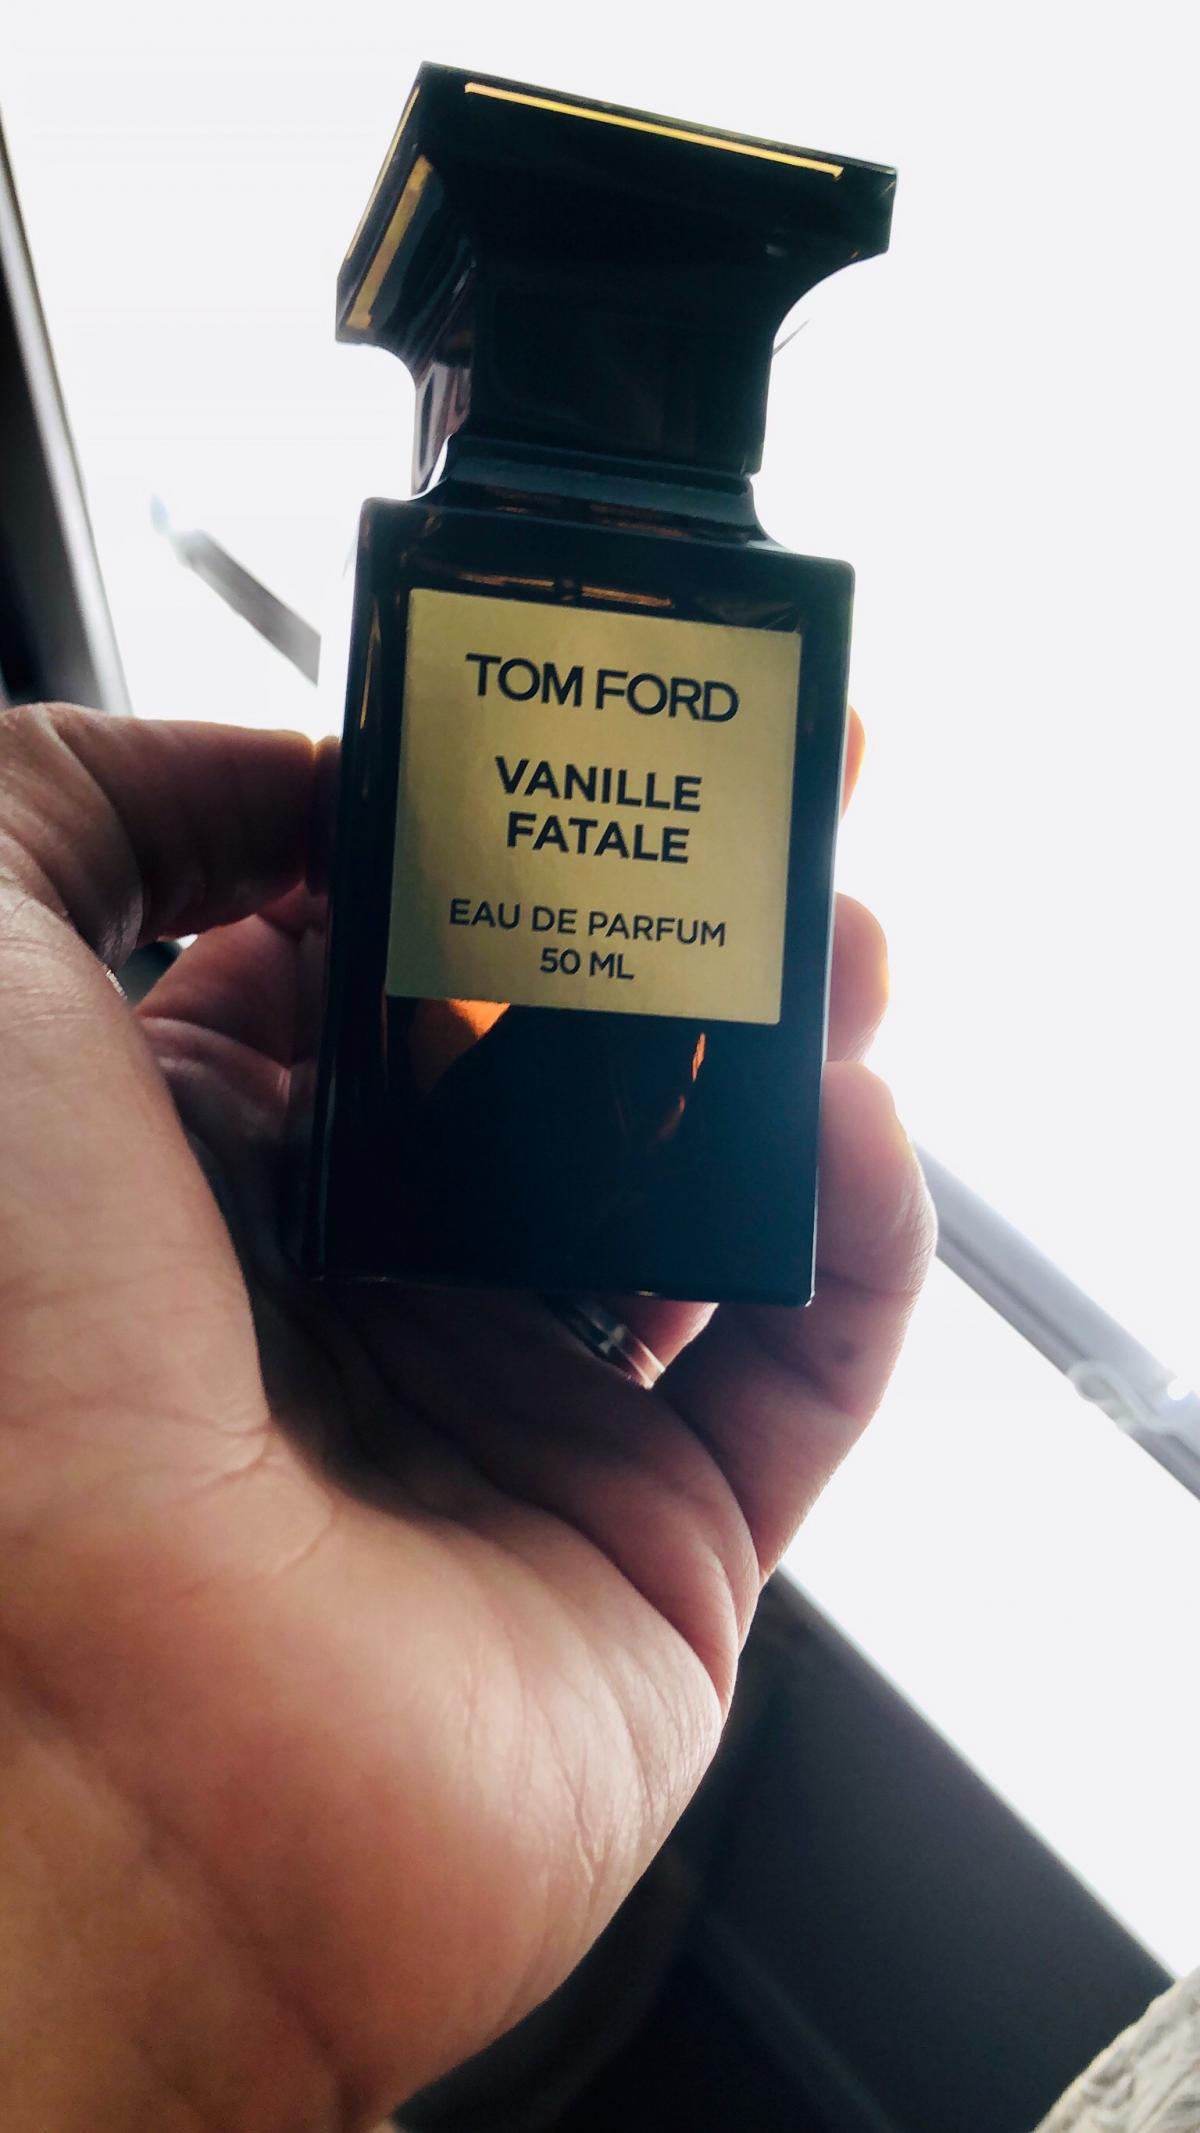 TOM FORD
VANILLE
FATALE
EAU DE PARFUM
50 ML